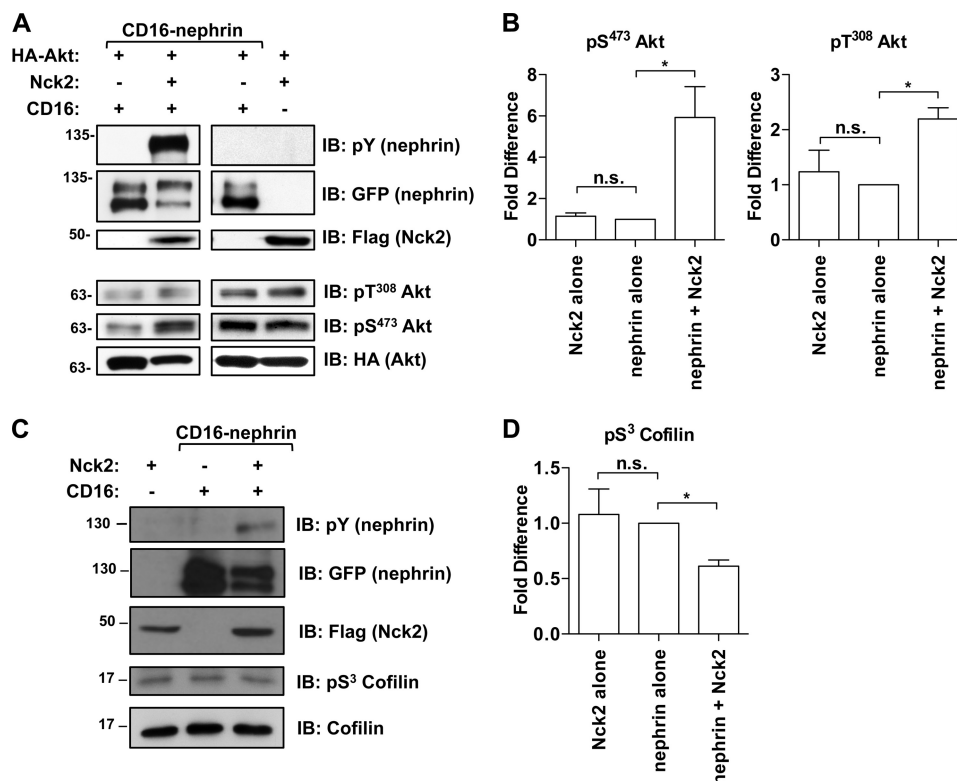 A
CD16-nephrin
HA-Akt: + + + +
Nck2: - + - +
CD16: + + + -
135- IB: pY (nephrin)
135- IB: GFP (nephrin)
50- IB: Flag (Nck2)
63- IB: pT308 Akt
63- IB: pS473 Akt
63- IB: HA (Akt)
B
pS473 Akt
Fold Difference
8
6
4
2
0
n.s.
*
Nck2 alone
nephrin alone
nephrin + Nck2
pT308 Akt
Fold Difference
3
2
1
0
n.s.
*
Nck2 alone
nephrin alone
nephrin + Nck2
C
CD16-nephrin
Nck2: + - +
CD16: - + +
130 – IB: pY (nephrin)
130 – IB: GFP (nephrin)
50 – IB: Flag (Nck2)
17 – IB: pS3 Cofilin
17 – IB: Cofilin
D
pS3 Cofilin
Fold Difference
1.5
1.0
0.5
0.0
n.s.
*
Nck2 alone
nephrin alone
nephrin + Nck2